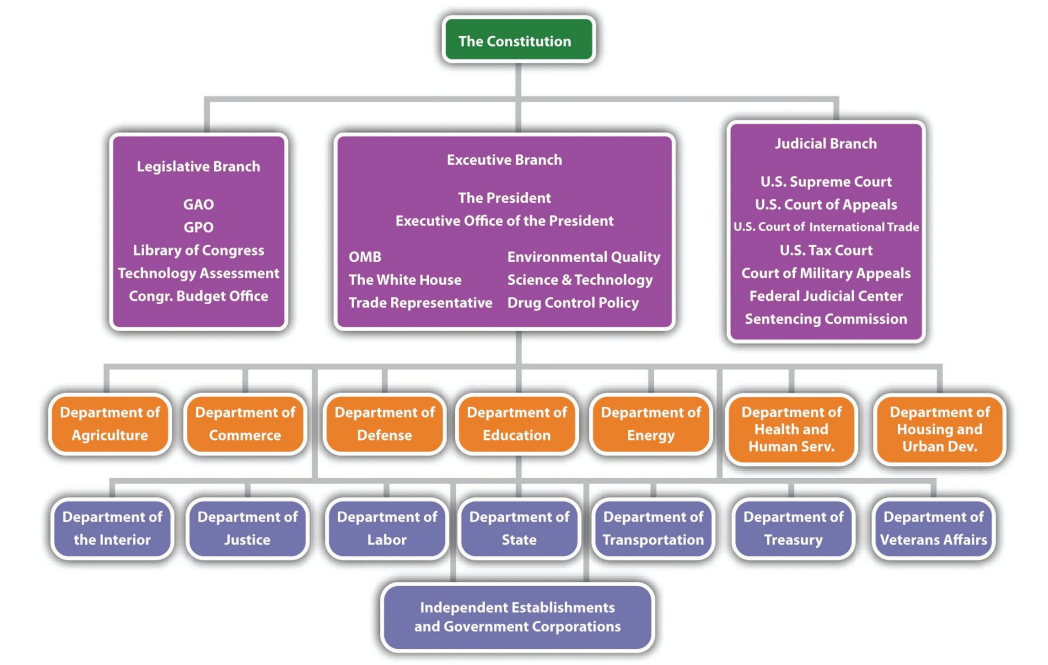 The Constitution
Legislative Branch
GAO
GPO
Library of Congress
Technology Assessment
Congr. Budget Office
Exceutive Branch
The President
Executive Office of the President
OMB
The White House
Trade Representative
Environmental Quality
Science & Technology
Drug Control Policy
Judicial Branch
U.S. Supreme Court
U.S. Court of Appeals
U.S. Court of International Trade
U.S. Tax Court
Court of Military Appeals
Federal Judicial Center
Sentencing Commission
Department of
Agriculture
Department of
Commerce
Department of
Defense
Department of
Education
Department of
Energy
Department of
Health and
Human Serv.
Department of
Housing and
Urban Dev.
Department of
the Interior
Department of
Justice
Department of
Labor
Department of
State
Department of
Transportation
Department of
Treasury
Department of
Veterans Affairs
Independent Establishments
and Government Corporations